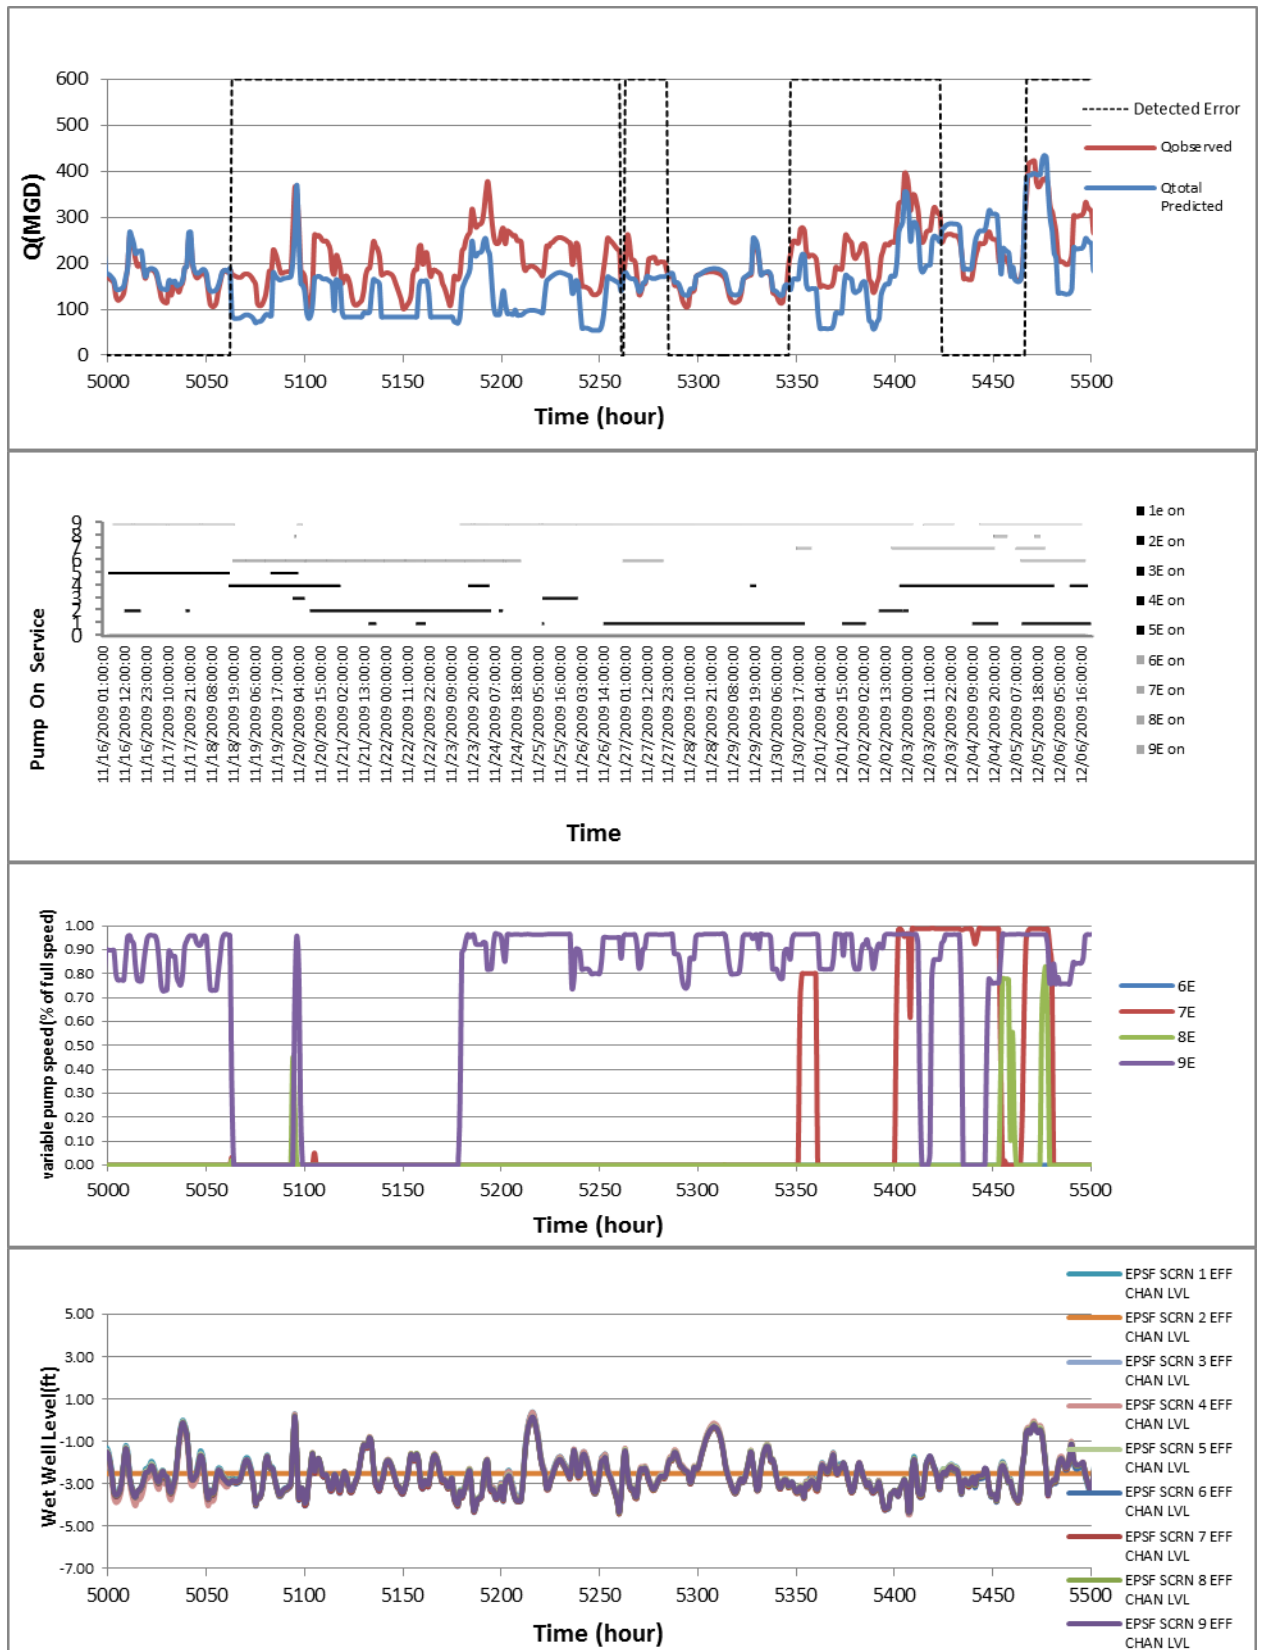 600
500
400
300
200
100
0
Q(MGD)
5000 5050 5100 5150 5200 5250 5300 5350 5400 5450 5500
Time (hour)
Detected Error
Qobserved
Qtotal
Predicted
9
8
7
6
5
4
3
2
1
0
Pump On Service
11/16/2009 01:00:00
11/16/2009 12:00:00
11/16/2009 23:00:00
11/17/2009 10:00:00
11/17/2009 21:00:00
11/18/2009 08:00:00
11/18/2009 19:00:00
11/19/2009 06:00:00
11/19/2009 17:00:00
11/20/2009 04:00:00
11/20/2009 15:00:00
11/21/2009 02:00:00
11/21/2009 13:00:00
11/22/2009 00:00:00
11/22/2009 11:00:00
11/22/2009 22:00:00
11/23/2009 09:00:00
11/23/2009 20:00:00
11/24/2009 07:00:00
11/24/2009 18:00:00
11/25/2009 05:00:00
11/25/2009 16:00:00
11/26/2009 03:00:00
11/26/2009 14:00:00
11/27/2009 01:00:00
11/27/2009 12:00:00
11/27/2009 23:00:00
11/28/2009 10:00:00
11/28/2009 21:00:00
11/29/2009 08:00:00
11/29/2009 19:00:00
11/30/2009 06:00:00
11/30/2009 17:00:00
12/01/2009 04:00:00
12/01/2009 15:00:00
12/02/2009 02:00:00
12/02/2009 13:00:00
12/03/2009 00:00:00
12/03/2009 11:00:00
12/03/2009 22:00:00
12/04/2009 09:00:00
12/04/2009 20:00:00
12/05/2009 07:00:00
12/05/2009 18:00:00
12/06/2009 05:00:00
12/06/2009 16:00:00
Time
1e on
2E on
3E on
4E on
5E on
6E on
7E on
8E on
9E on
variable pump speed(% of full speed)
1.00
0.90
0.80
0.70
0.60
0.50
0.40
0.30
0.20
0.10
0.00
5000 5050 5100 5150 5200 5250 5300 5350 5400 5450 5500
Time (hour)
6E
7E
8E
9E
Wet Well Level(ft)
5.00
3.00
1.00
-1.00
-3.00
-5.00
-7.00
5000 5050 5100 5150 5200 5250 5300 5350 5400 5450 5500
Time (hour)
EPSF SCRN 1 EFF
CHAN LVL
EPSF SCRN 2 EFF
CHAN LVL
EPSF SCRN 3 EFF
CHAN LVL
EPSF SCRN 4 EFF
CHAN LVL
EPSF SCRN 5 EFF
CHAN LVL
EPSF SCRN 6 EFF
CHAN LVL
EPSF SCRN 7 EFF
CHAN LVL
EPSF SCRN 8 EFF
CHAN LVL
EPSF SCRN 9 EFF
CHAN LVL